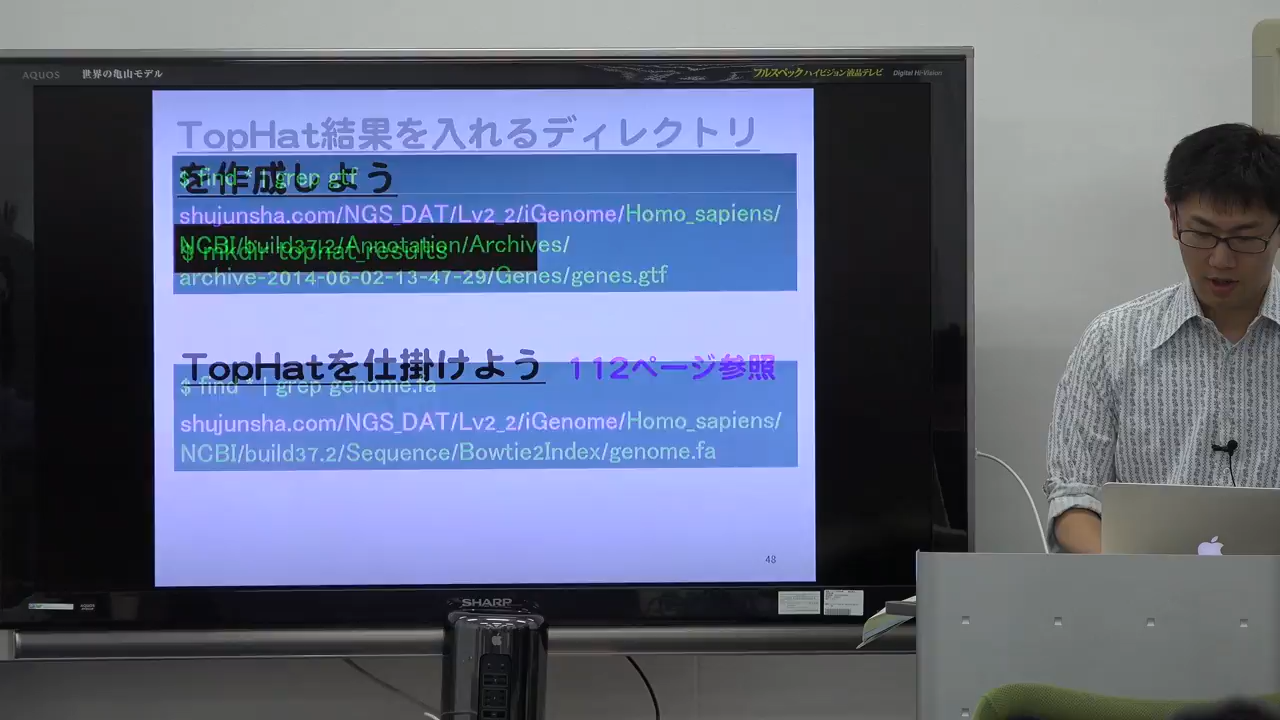 AQUOS 世界の亀山モデル
フルスペックハイビジョン液晶テレビ Digital Hi-Vision
TopHat結果を入れるディレクトリ
を作成しよう
$ find * | grep gtf
shujunsha.com/NGS_DAT/Lv2_2/iGenome/Homo_sapiens/
NCBI/build37.2/Annotation/Archives/
$ mkdir tophat_results
archive-2014-06-02-13-47-29/Genes/genes.gtf
TopHatを仕掛けよう 112ページ参照
$ find * | grep genome.fa
shujunsha.com/NGS_DAT/Lv2_2/iGenome/Homo_sapiens/
NCBI/build37.2/Sequence/Bowtie2Index/genome.fa
48
SHARP